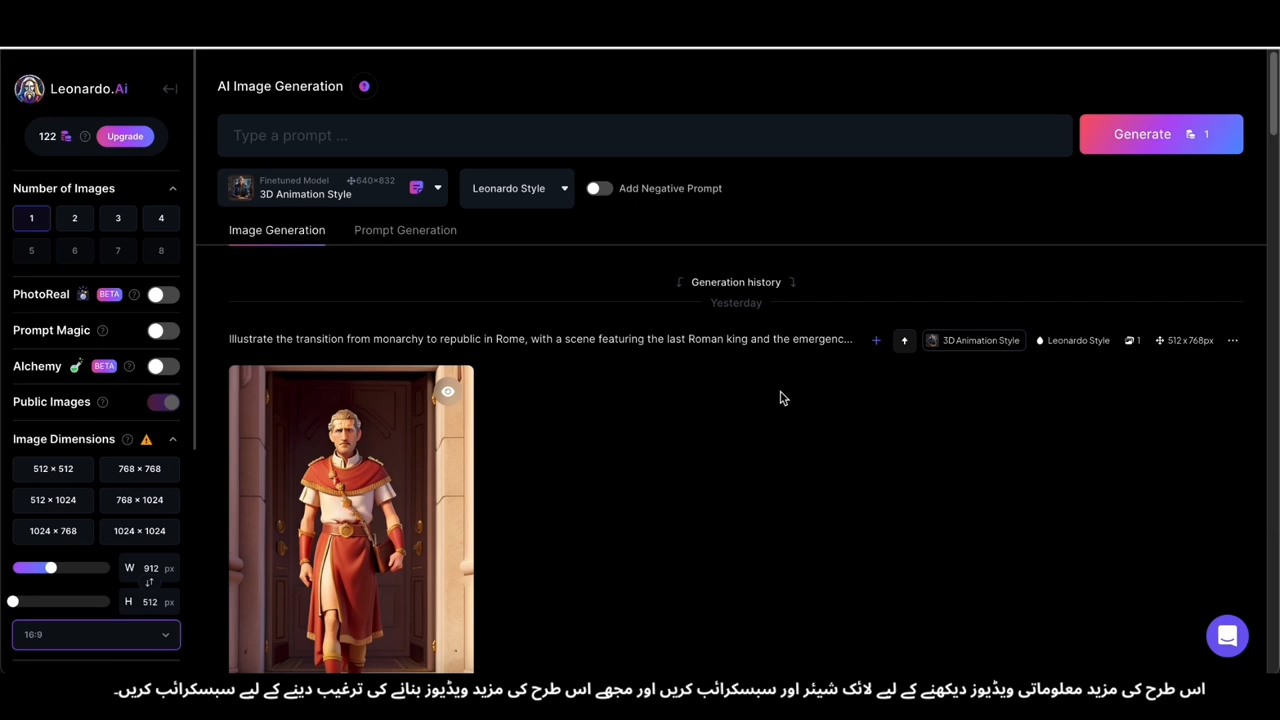 Leonardo.Ai
122 Upgrade
Number of Images
1 2 3 4
5 6 7 8
PhotoReal BETA
Prompt Magic
Alchemy BETA
Public Images
Image Dimensions
512 × 512 768 × 768
512 × 1024 768 × 1024
1024 × 768 1024 × 1024
W 912 px
H 512 px
16:9
AI Image Generation
Type a prompt ...
Generate 1
Finetuned Model 640×832
3D Animation Style
Leonardo Style
Add Negative Prompt
Image Generation Prompt Generation
Generation history
Yesterday
Illustrate the transition from monarchy to republic in Rome, with a scene featuring the last Roman king and the emergenc... 3D Animation Style Leonardo Style 1 512 x 768px
اس طرح کی مزید معلوماتی ویڈیوز دیکھنے کے لیے لائک شیئر اور سبسکرائب کریں اور مجھے اس طرح کی مزید ویڈیوز بنانے کی ترغیب دینے کے لیے سبسکرائب کریں۔